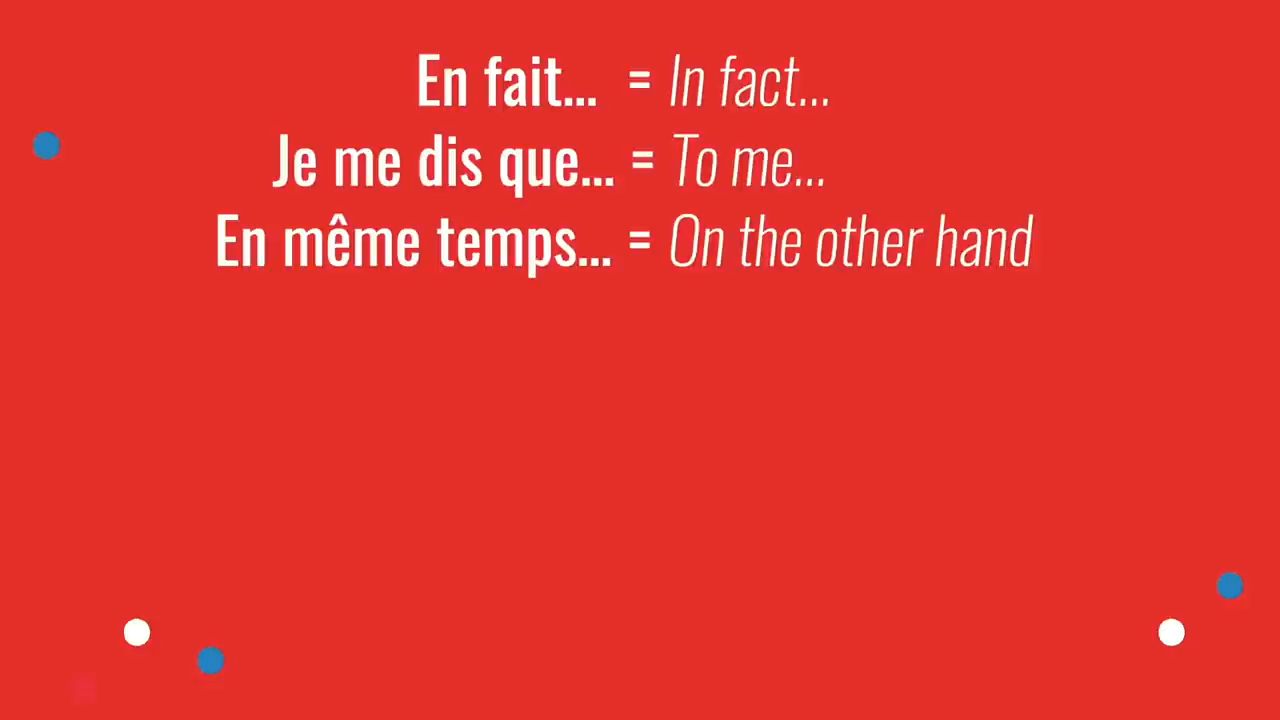 En fait... = In fact...
Je me dis que... = To me...
En même temps... = On the other hand